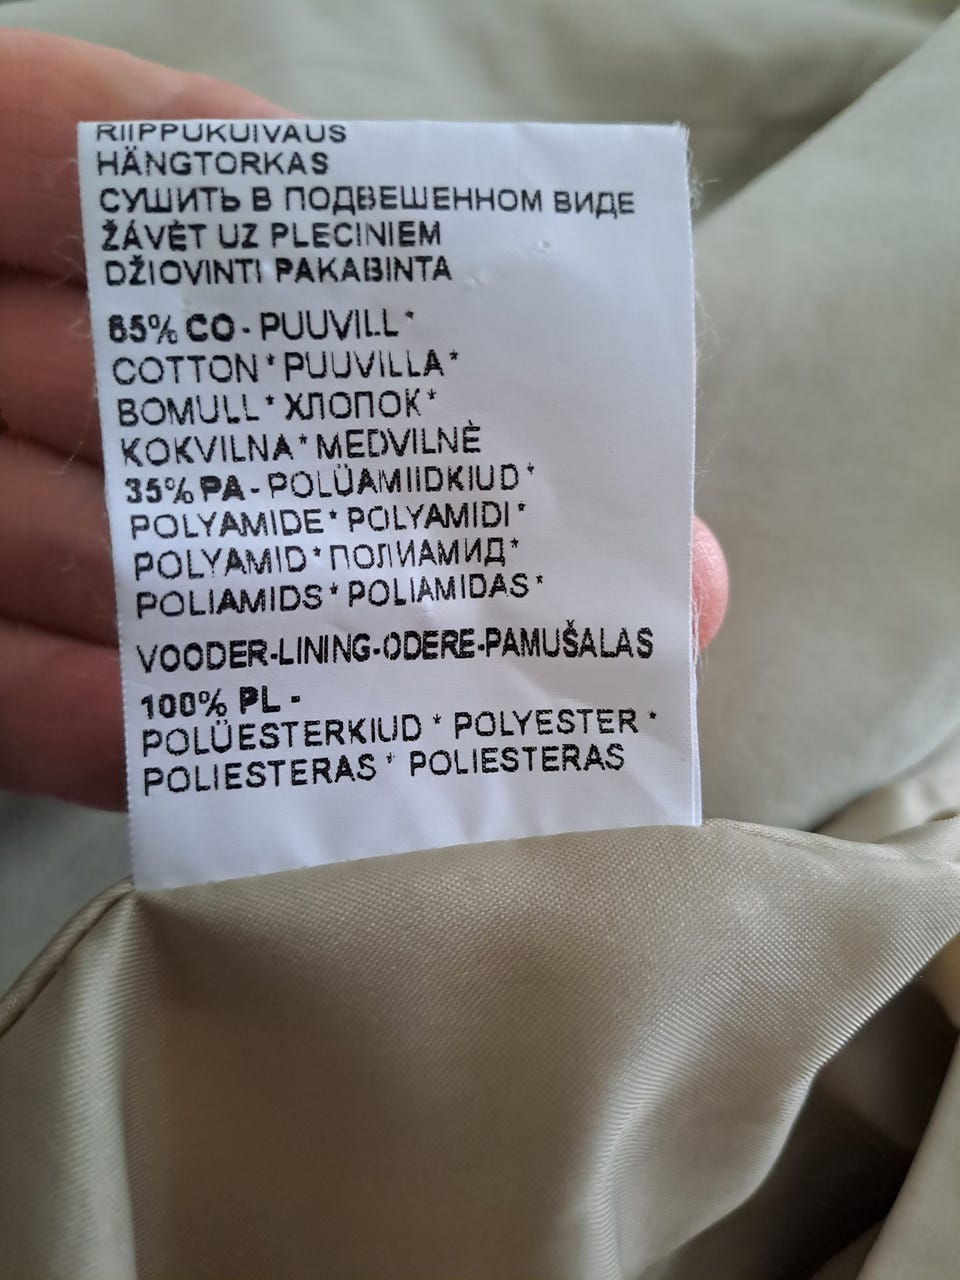 RIIPPUKUIVAUS
HÄNGTORKAS
СУШИТЬ В ПОДВЕШЕННОМ ВИДЕ
ŽÁVĖT UZ PLECINIEM
DŽIOVINTI PAKABINTA
65% CO - PUUVILL*
COTTON * PUUVILLA*
BOMULL* ХЛОПОК*
KOKVILNA* MEDVILNĖ
35% PA - POLÜAMIIDKIUD*
POLYAMIDE* POLYAMIDI*
POLYAMID* ПОЛИАМИД*
POLIAMIDS* POLIAMIDAS*
VOODER-LINING-ODERE-PAMUŠALAS
100% PL -
POLÜESTERKIUD * POLYESTER *
POLIESTERAS * POLIESTERAS